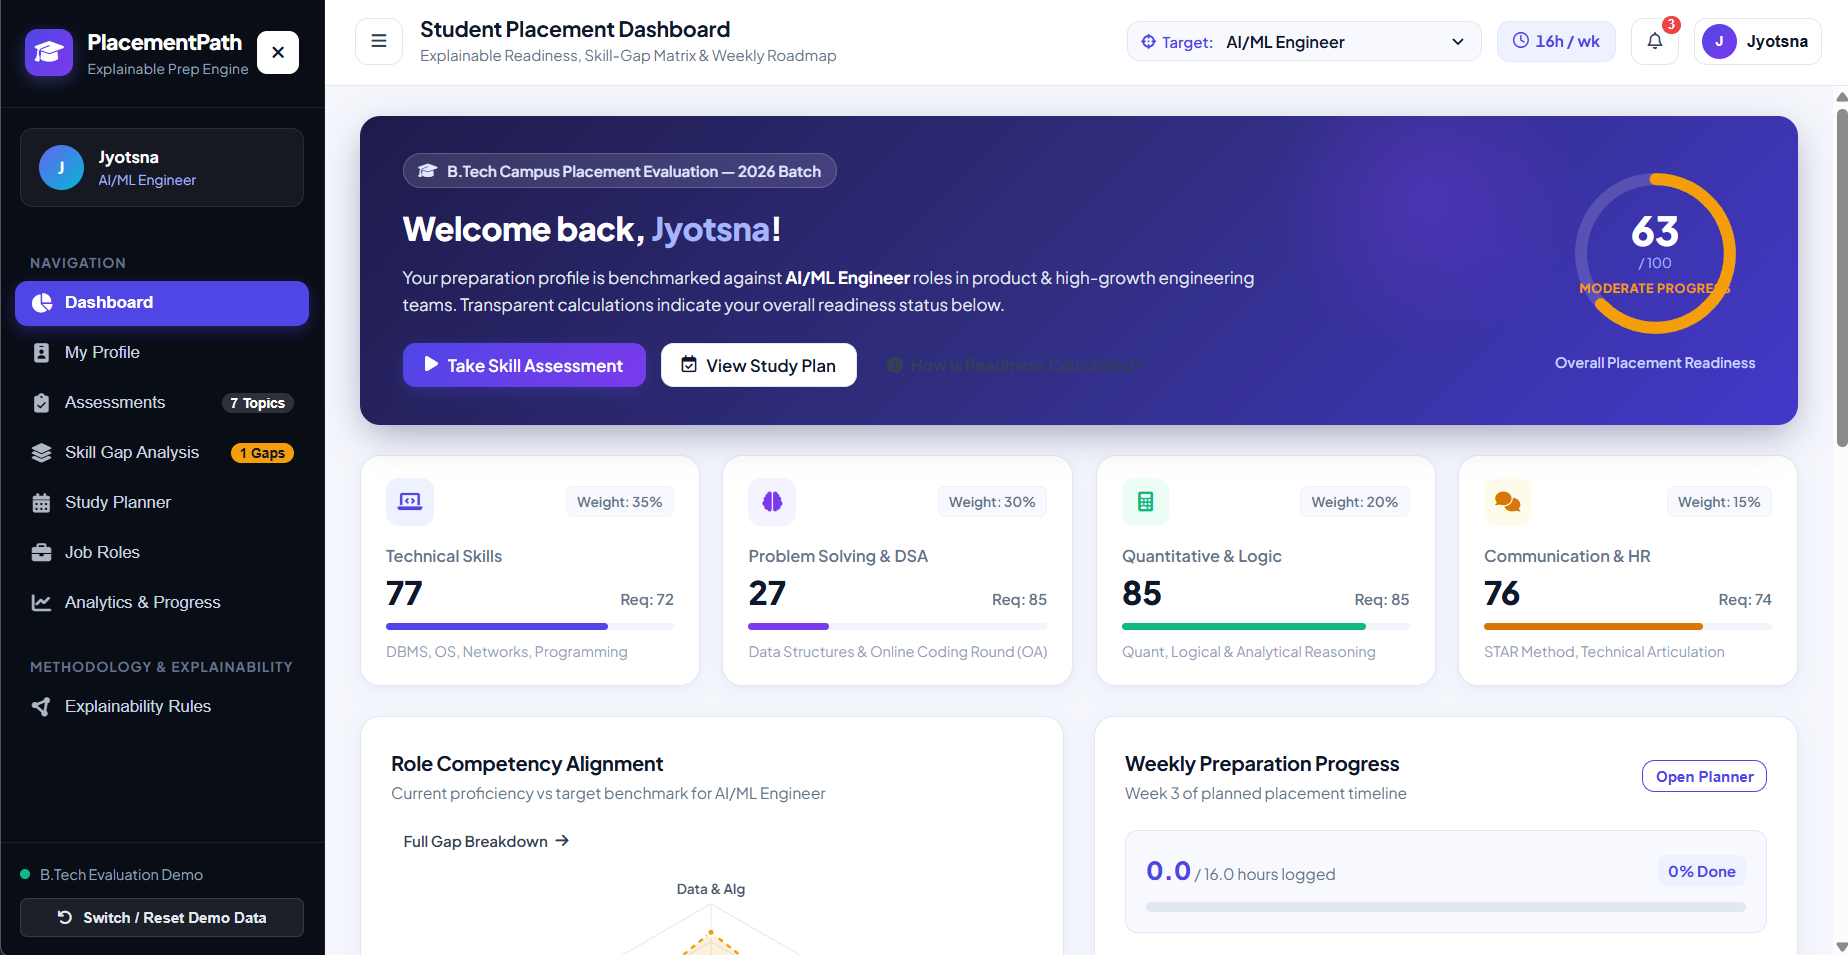 PlacementPath
Explainable Prep Engine
J
Jyotsna
AI/ML Engineer
NAVIGATION
Dashboard
My Profile
Assessments
7 Topics
Skill Gap Analysis
1 Gaps
Study Planner
Job Roles
Analytics & Progress
METHODOLOGY & EXPLAINABILITY
Explainability Rules
B.Tech Evaluation Demo
Switch / Reset Demo Data
Student Placement Dashboard
Explainable Readiness, Skill-Gap Matrix & Weekly Roadmap
Target: AI/ML Engineer
16h / wk
3
J
Jyotsna
B.Tech Campus Placement Evaluation — 2026 Batch
Welcome back, Jyotsna!
Your preparation profile is benchmarked against AI/ML Engineer roles in product & high-growth engineering
teams. Transparent calculations indicate your overall readiness status below.
Take Skill Assessment
View Study Plan
How is Readiness Calculated?
63
/ 100
MODERATE PROGRESS
Overall Placement Readiness
Weight: 35%
Technical Skills
77
Req: 72
DBMS, OS, Networks, Programming
Weight: 30%
Problem Solving & DSA
27
Req: 85
Data Structures & Online Coding Round (OA)
Weight: 20%
Quantitative & Logic
85
Req: 85
Quant, Logical & Analytical Reasoning
Weight: 15%
Communication & HR
76
Req: 74
STAR Method, Technical Articulation
Role Competency Alignment
Current proficiency vs target benchmark for AI/ML Engineer
Full Gap Breakdown
Data & Alg
Weekly Preparation Progress
Week 3 of planned placement timeline
Open Planner
0.0 / 16.0 hours logged
0% Done